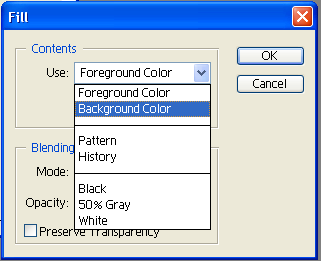 Fill
Contents
Use: Foreground Color
Foreground Color
Background Color
Pattern
History
Black
50% Gray
White
Blending
Mode:
Opacity:
Preserve Transparency
OK
Cancel